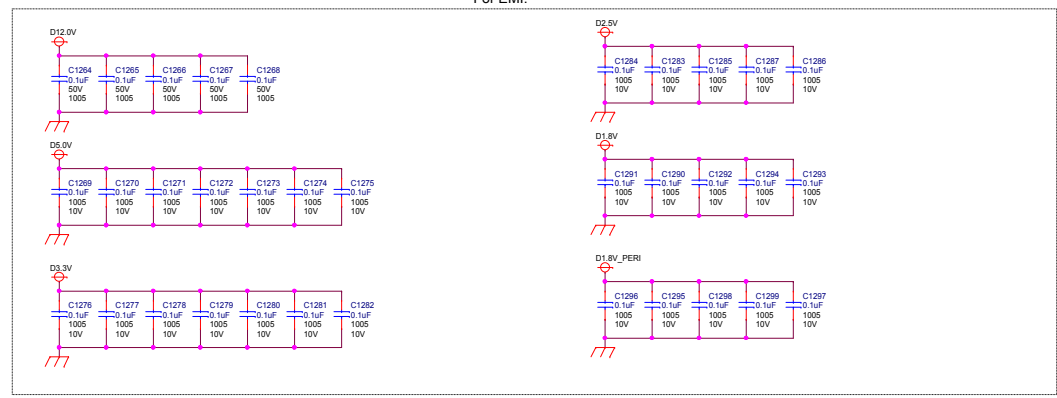 For EMI.
D12.0V
C1264 C1265 C1266 C1267 C1268
0.1uF 0.1uF 0.1uF 0.1uF 0.1uF
50V 50V 50V 50V 50V
1005 1005 1005 1005 1005
D5.0V
C1269 C1270 C1271 C1272 C1273 C1274 C1275
0.1uF 0.1uF 0.1uF 0.1uF 0.1uF 0.1uF 0.1uF
1005 1005 1005 1005 1005 1005 1005
10V 10V 10V 10V 10V 10V 10V
D3.3V
C1276 C1277 C1278 C1279 C1280 C1281 C1282
0.1uF 0.1uF 0.1uF 0.1uF 0.1uF 0.1uF 0.1uF
1005 1005 1005 1005 1005 1005 1005
10V 10V 10V 10V 10V 10V 10V
D2.5V
C1284 C1283 C1285 C1287 C1286
0.1uF 0.1uF 0.1uF 0.1uF 0.1uF
1005 1005 1005 1005 1005
10V 10V 10V 10V 10V
D1.8V
C1291 C1290 C1292 C1294 C1293
0.1uF 0.1uF 0.1uF 0.1uF 0.1uF
1005 1005 1005 1005 1005
10V 10V 10V 10V 10V
D1.8V_PERI
C1296 C1295 C1298 C1299 C1297
0.1uF 0.1uF 0.1uF 0.1uF 0.1uF
1005 1005 1005 1005 1005
10V 10V 10V 10V 10V